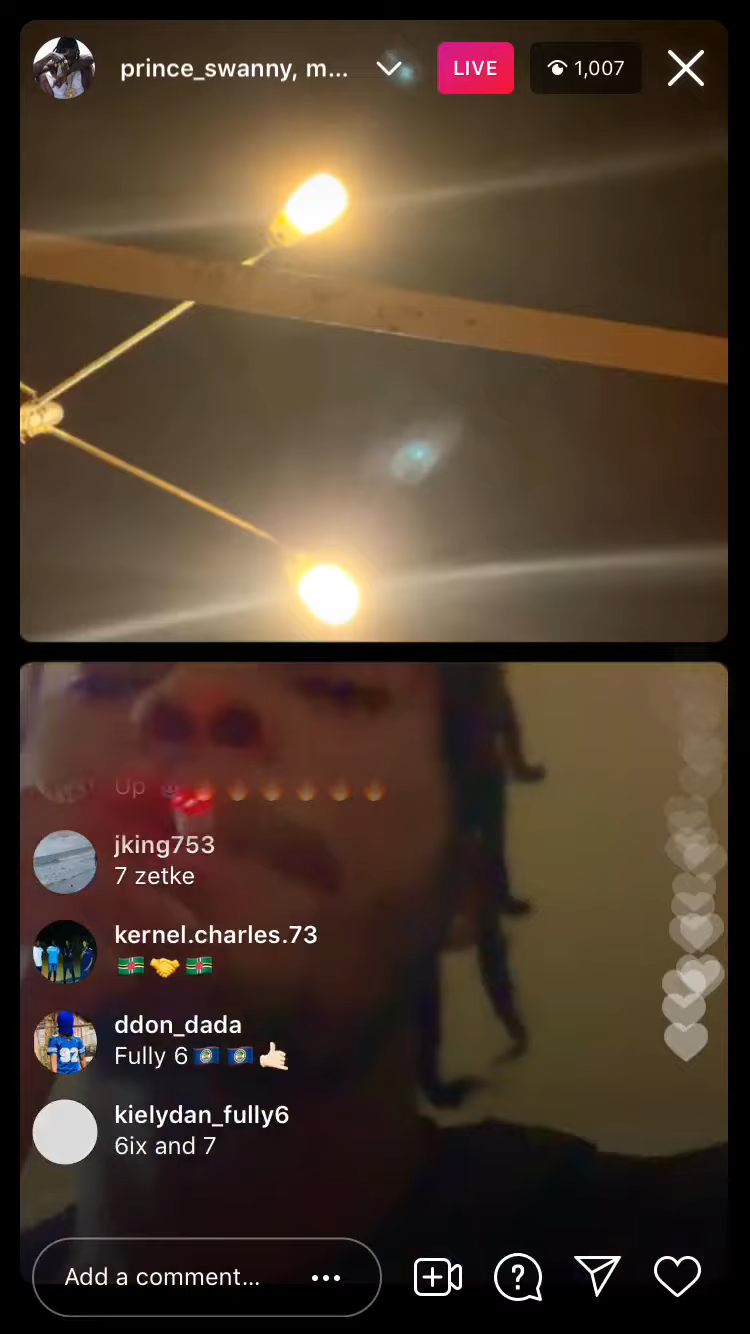 prince_swanny, m...
LIVE
1,007
Up 
jking753
7 zetke
kernel.charles.73
🇩🇲🤝🇩🇲
ddon_dada
Fully 6🇧🇿🇧🇿🤙🏻
kielydan_fully6
6ix and 7
Add a comment...